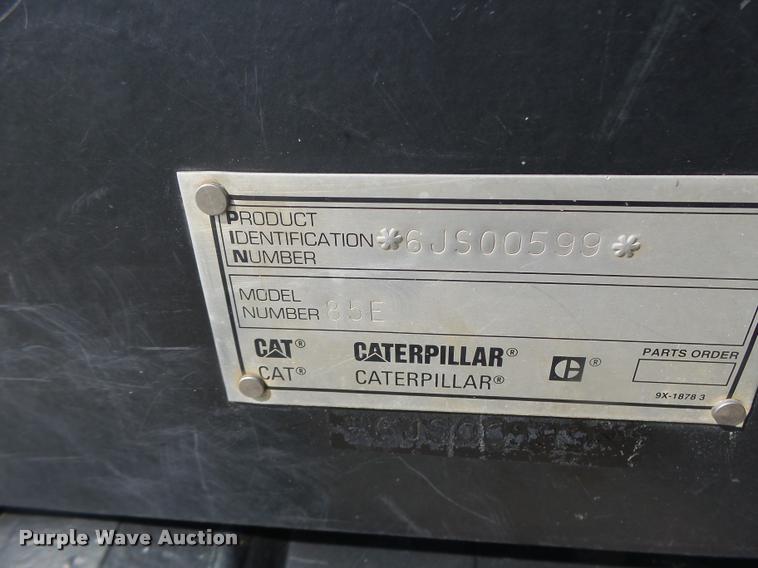 PRODUCT
IDENTIFICATION *6JS00599*
NUMBER
MODEL
NUMBER 85E
CAT® CATERPILLAR® C® PARTS ORDER
CAT® CATERPILLAR®
9X-1878 3
6JS0
Purple Wave Auction